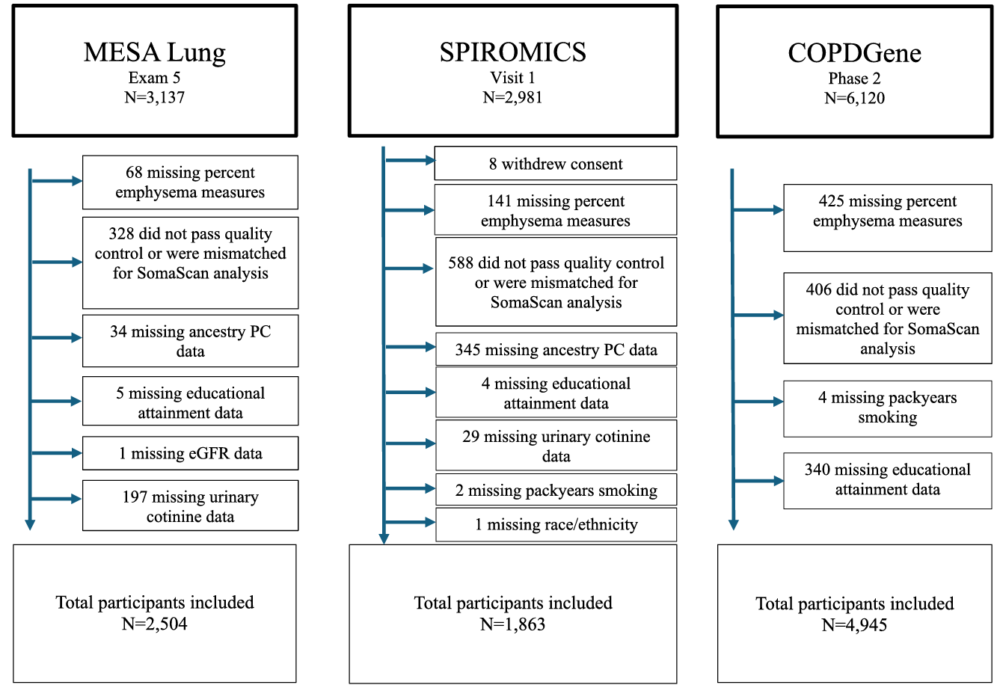 MESA Lung
Exam 5
N=3,137
68 missing percent
emphysema measures
328 did not pass quality
control or were mismatched
for SomaScan analysis
34 missing ancestry PC
data
5 missing educational
attainment data
1 missing eGFR data
197 missing urinary
cotinine data
Total participants included
N=2,504
SPIROMICS
Visit 1
N=2,981
8 withdrew consent
141 missing percent
emphysema measures
588 did not pass quality control
or were mismatched for
SomaScan analysis
345 missing ancestry PC data
4 missing educational
attainment data
29 missing urinary cotinine
data
2 missing packyears smoking
1 missing race/ethnicity
Total participants included
N=1,863
COPDGene
Phase 2
N=6,120
425 missing percent
emphysema measures
406 did not pass quality
control or were
mismatched for SomaScan
analysis
4 missing packyears
smoking
340 missing educational
attainment data
Total participants included
N=4,945